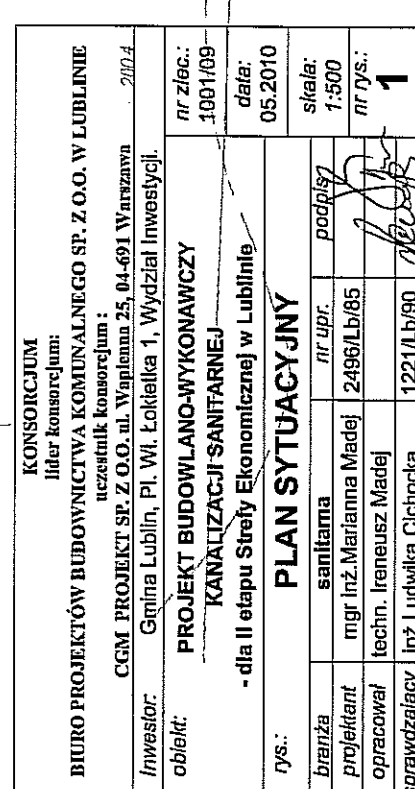 KONSORCJUM
lider konsorcjum:
BIURO PROJEKTÓW BUDOWNICTWA KOMUNALNEGO SP. Z O.O. W LUBLINIE
uczestnik konsorcjum :
CGM PROJEKT SP. Z O.O. ul. Wapienna 25, 04-691 Warszawa
Inwestor: Gmina Lublin, Pl. Wł. Łokietka 1, Wydział Inwestycji.
obiekt: PROJEKT BUDOWLANO-WYKONAWCZY
KANALIZACJI SANITARNEJ
- dla II etapu Strefy Ekonomicznej w Lublinie
nr zlec.:
1001/09
data:
05.2010
rys.: PLAN SYTUACYJNY
skala:
1:500
branża sanitarna nr upr. podpis
nr rys.:
1
projektant mgr inż.Marianna Madej 2496/Lb/85
opracował techn. Ireneusz Madej
sprawdzający inż Ludwika Cichocka 1221/Lb/90